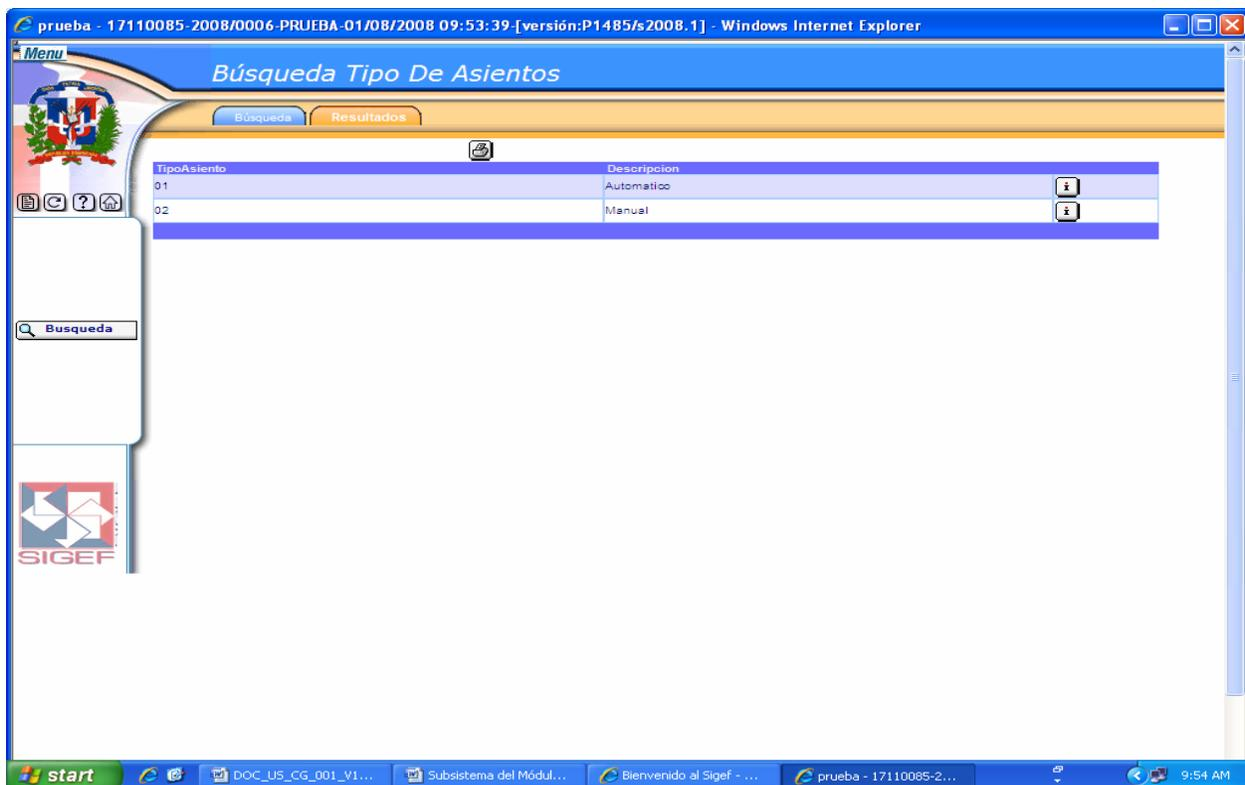 prueba - 17110085-2008/0006-PRUEBA-01/08/2008 09:53:39-[versión:P1485/s2008.1] - Windows Internet Explorer
Menu
Búsqueda Tipo De Asientos
Búsqueda Resultados
TipoAsiento Descripcion
01 Automatico i
02 Manual i
Busqueda
SIGEF
start DOC_US_CG_001_V1... Subsistema del Módul... Bienvenido al Sigef - ... prueba - 17110085-2... 9:54 AM